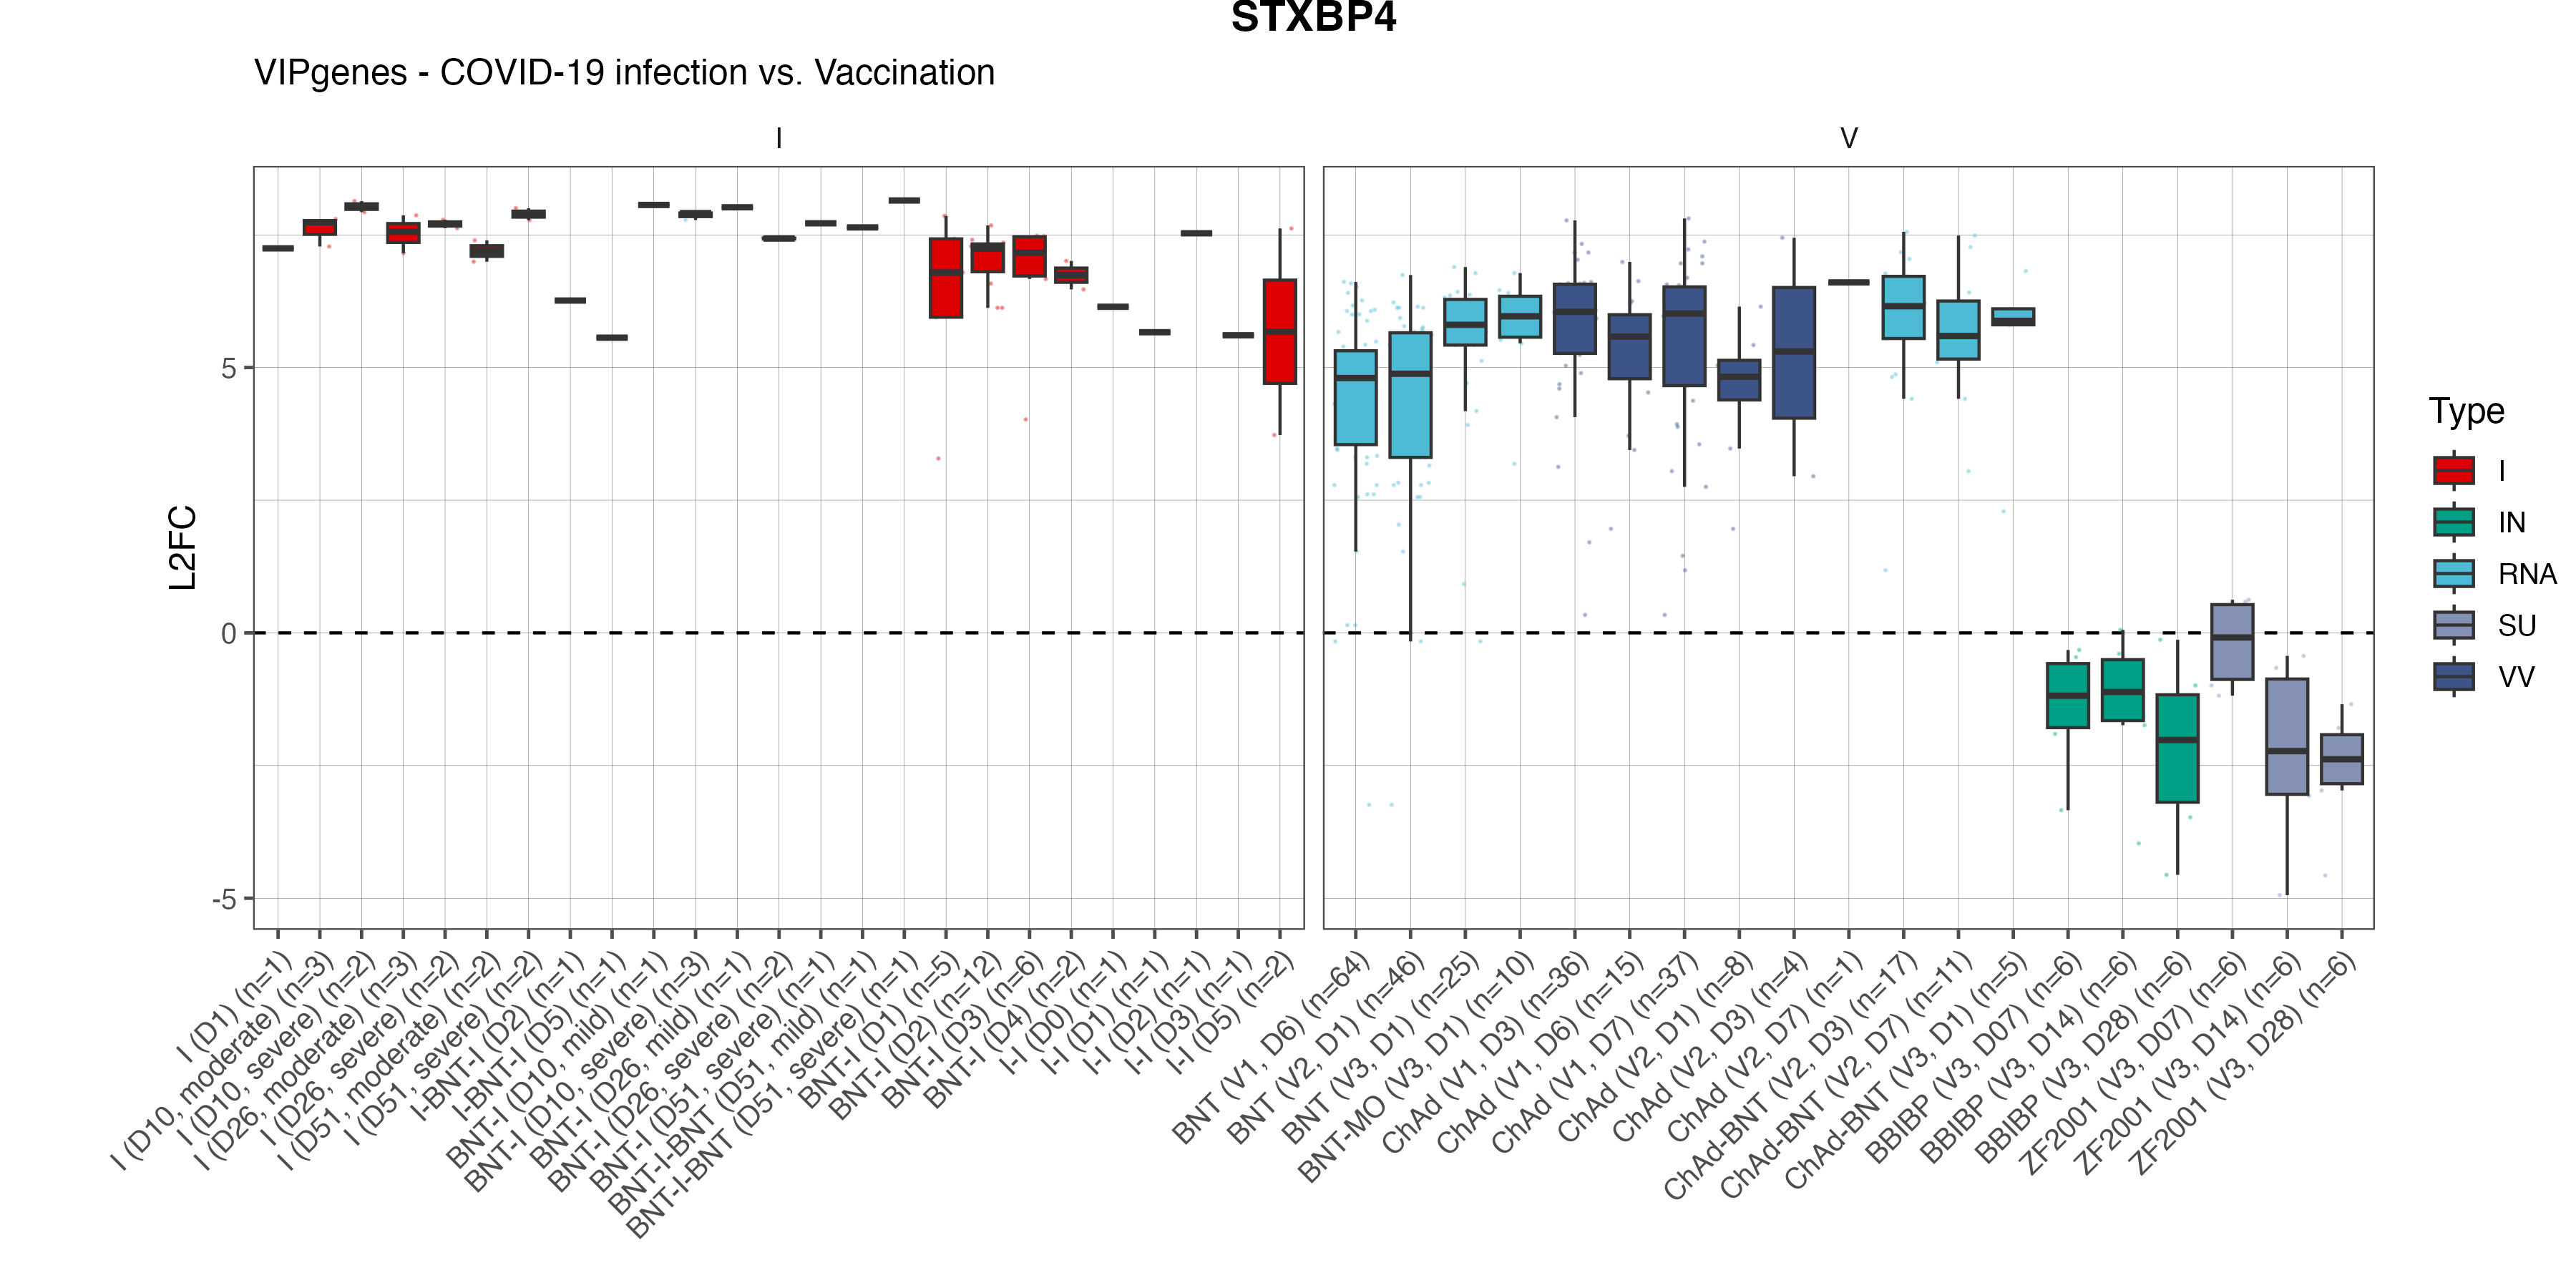 STXBP4
VIPgenes - COVID-19 infection vs. Vaccination
I
V
L2FC
5
0
-5
I (D1) (n=1)
I (D10, moderate) (n=3)
I (D10, severe) (n=2)
I (D26, moderate) (n=3)
I (D26, severe) (n=2)
I (D51, moderate) (n=2)
I (D51, severe) (n=2)
I-BNT-I (D2) (n=1)
I-BNT-I (D5) (n=1)
BNT-I (D10, mild) (n=1)
BNT-I (D10, severe) (n=3)
BNT-I (D26, mild) (n=1)
BNT-I (D26, severe) (n=2)
BNT-I (D51, mild) (n=1)
BNT-I (D51, severe) (n=1)
BNT-I-BNT (D51, mild) (n=1)
BNT-I-BNT (D51, severe) (n=1)
BNT-I (D1) (n=5)
BNT-I (D2) (n=12)
BNT-I (D3) (n=6)
BNT-I (D4) (n=2)
I-I (D0) (n=1)
I-I (D1) (n=1)
I-I (D2) (n=1)
I-I (D3) (n=1)
I-I (D5) (n=2)
BNT (V1, D6) (n=64)
BNT (V2, D1) (n=46)
BNT (V3, D1) (n=25)
BNT-MO (V3, D1) (n=10)
ChAd (V1, D3) (n=36)
ChAd (V1, D6) (n=15)
ChAd (V1, D7) (n=37)
ChAd (V2, D1) (n=8)
ChAd (V2, D3) (n=4)
ChAd (V2, D7) (n=1)
ChAd-BNT (V2, D3) (n=17)
ChAd-BNT (V2, D7) (n=11)
ChAd-BNT (V3, D1) (n=5)
BBIBP (V3, D07) (n=6)
BBIBP (V3, D14) (n=6)
BBIBP (V3, D28) (n=6)
ZF2001 (V3, D07) (n=6)
ZF2001 (V3, D14) (n=6)
ZF2001 (V3, D28) (n=6)
Type
I
IN
RNA
SU
VV